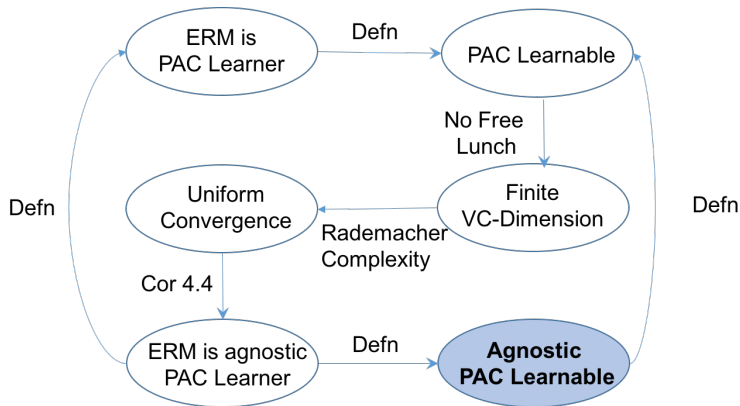 Defn
ERM is
PAC Learner
PAC Learnable
No Free
Lunch
Uniform
Convergence
Finite
VC-Dimension
Defn
Defn
Rademacher
Complexity
Cor 4.4
Defn
ERM is agnostic
PAC Learner
Agnostic
PAC Learnable